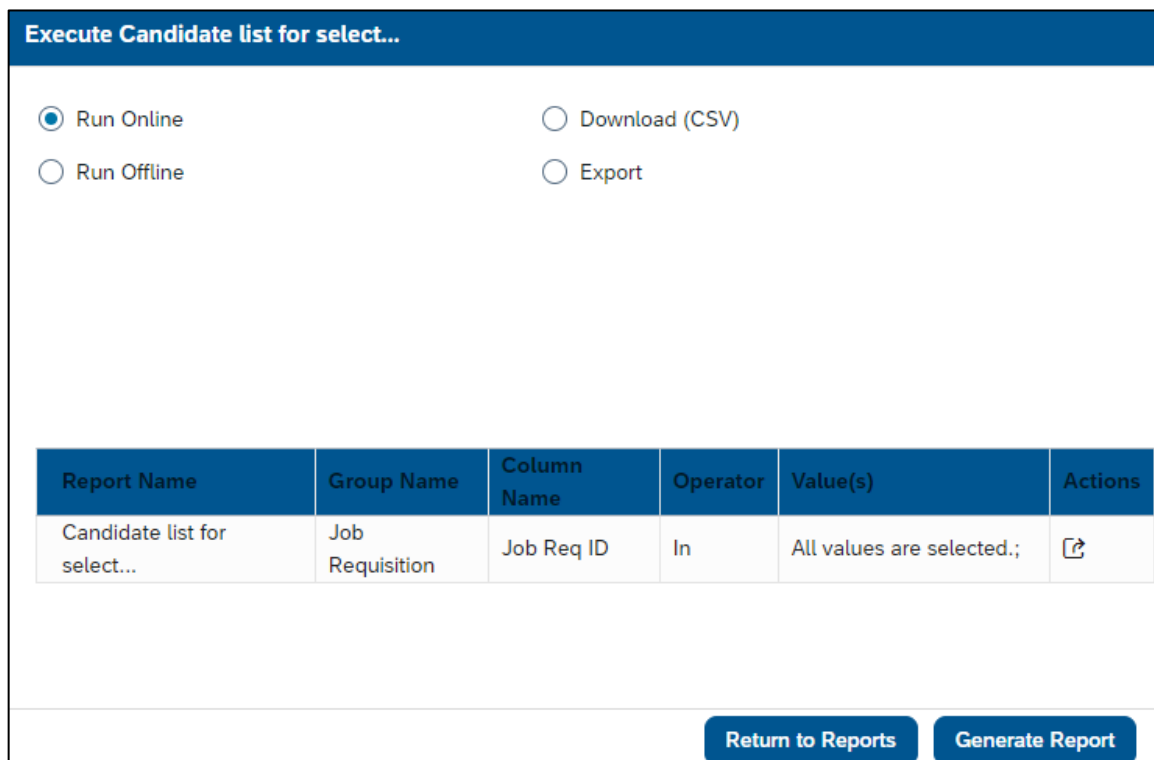 Execute Candidate list for select...
Run Online
Download (CSV)
Run Offline
Export
Report Name Group Name Column Name Operator Value(s) Actions
Candidate list for select... Job Requisition Job Req ID In All values are selected.;
Return to Reports Generate Report